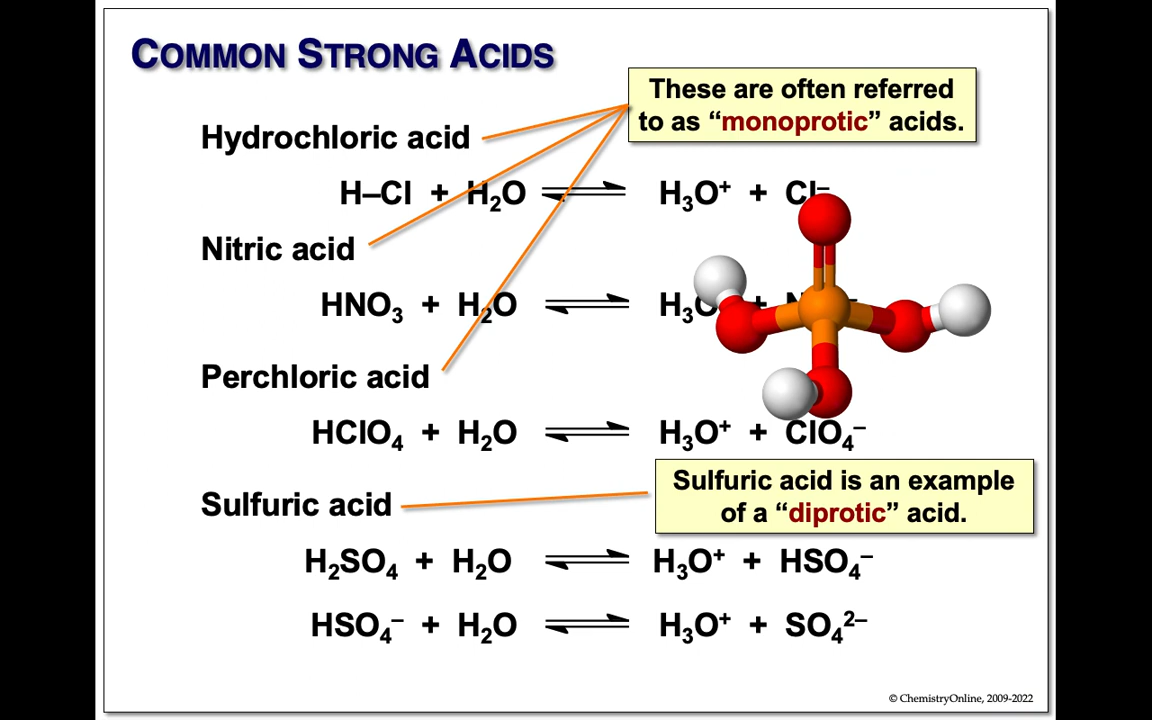 COMMON STRONG ACIDS
These are often referred
to as “monoprotic” acids.
Hydrochloric acid
H–Cl + H₂O ⇌ H₃O⁺ + Cl⁻
Nitric acid
HNO₃ + H₂O ⇌ H₃O +
Perchloric acid
HClO₄ + H₂O ⇌ H₃O⁺ + ClO₄⁻
Sulfuric acid is an example
of a “diprotic” acid.
Sulfuric acid
H₂SO₄ + H₂O ⇌ H₃O⁺ + HSO₄⁻
HSO₄⁻ + H₂O ⇌ H₃O⁺ + SO₄²⁻
© ChemistryOnline, 2009-2022